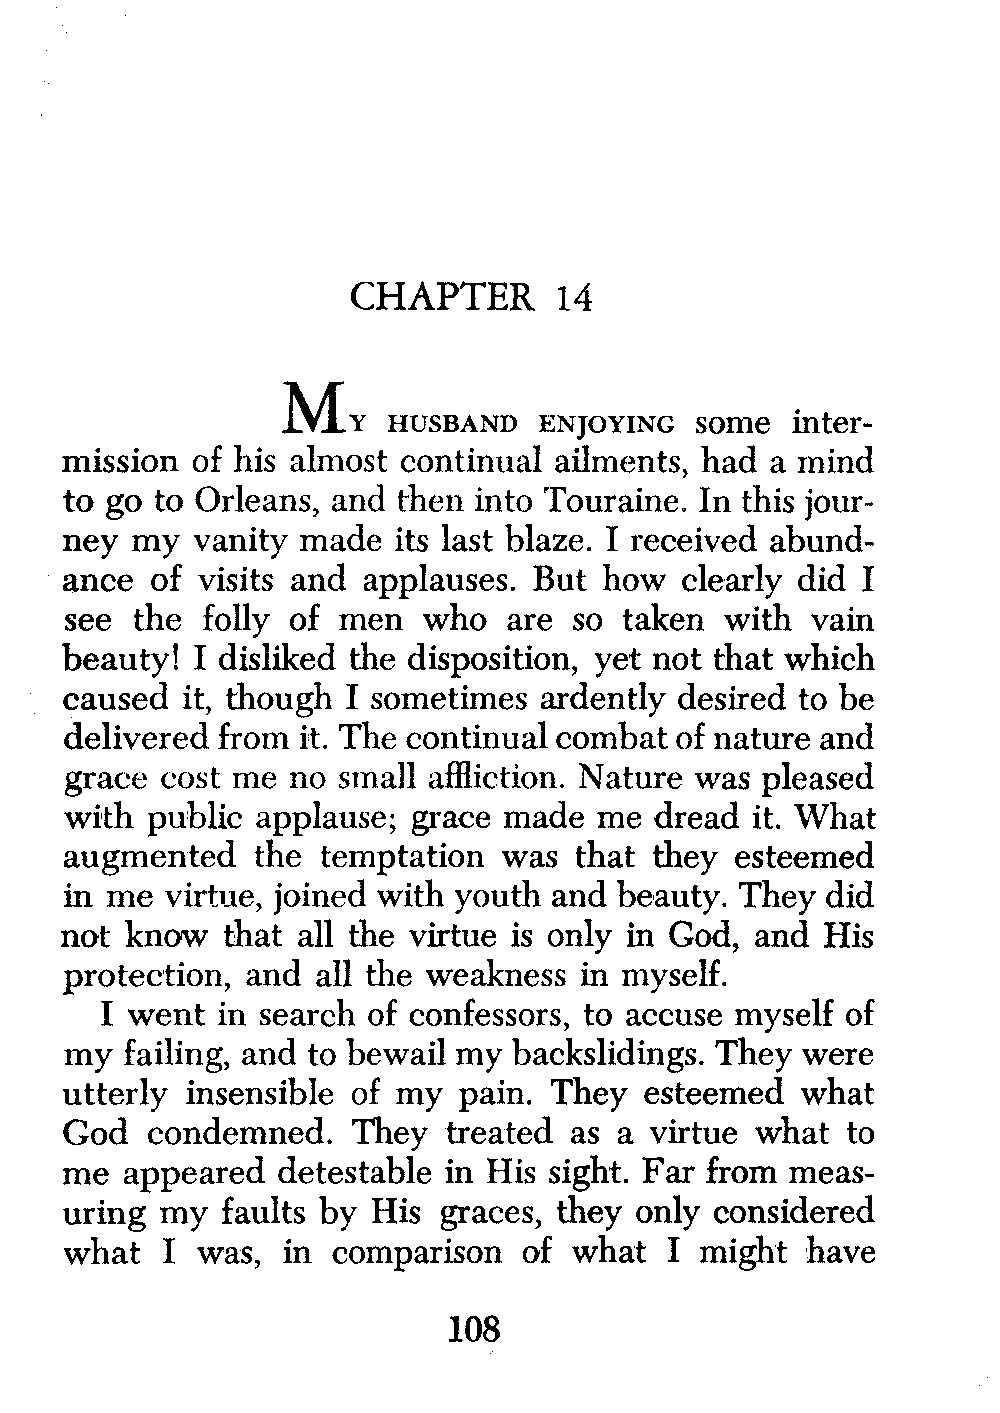 CHAPTER 14
MY HUSBAND ENJOYING some inter-
mission of his almost continual ailments, had a mind
to go to Orleans, and then into Touraine. In this jour-
ney my vanity made its last blaze. I received abund-
ance of visits and applauses. But how clearly did I
see the folly of men who are so taken with vain
beauty! I disliked the disposition, yet not that which
caused it, though I sometimes ardently desired to be
delivered from it. The continual combat of nature and
grace cost me no small affliction. Nature was pleased
with public applause; grace made me dread it. What
augmented the temptation was that they esteemed
in me virtue, joined with youth and beauty. They did
not know that all the virtue is only in God, and His
protection, and all the weakness in myself.
I went in search of confessors, to accuse myself of
my failing, and to bewail my backslidings. They were
utterly insensible of my pain. They esteemed what
God condemned. They treated as a virtue what to
me appeared detestable in His sight. Far from meas-
uring my faults by His graces, they only considered
what I was, in comparison of what I might have
108